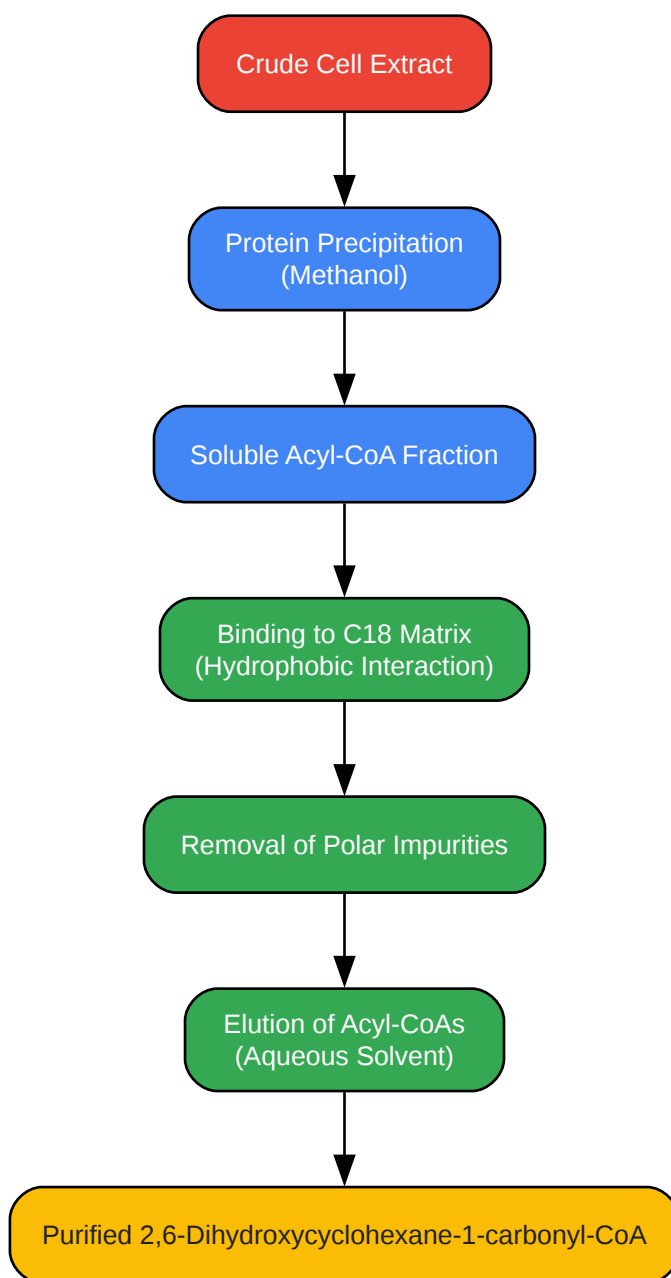 Crude Cell Extract
Protein Precipitation
(Methanol)
Soluble Acyl-CoA Fraction
Binding to C18 Matrix
(Hydrophobic Interaction)
Removal of Polar Impurities
Elution of Acyl-CoAs
(Aqueous Solvent)
Purified 2,6-Dihydroxycyclohexane-1-carbonyl-CoA